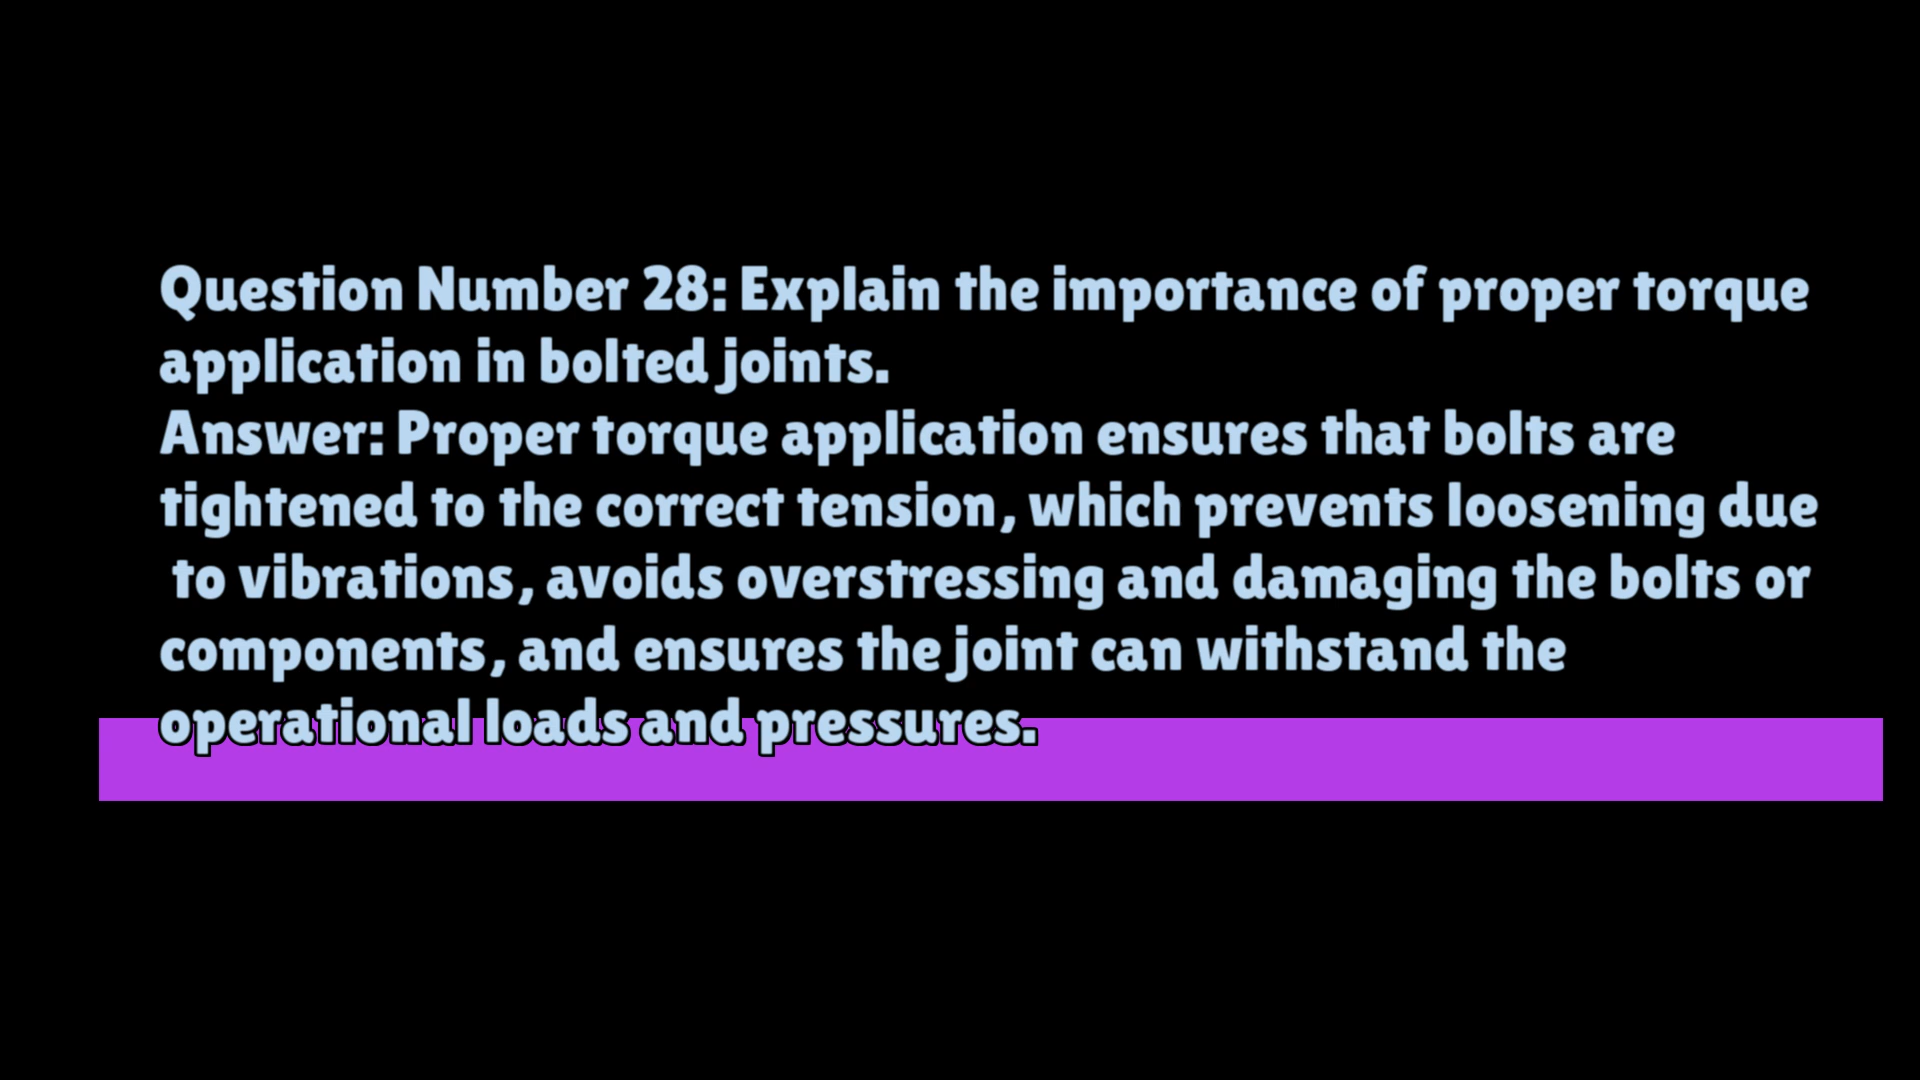 Question Number 28: Explain the importance of proper torque
application in bolted joints.
Answer: Proper torque application ensures that bolts are
tightened to the correct tension, which prevents loosening due
to vibrations, avoids overstressing and damaging the bolts or
components, and ensures the joint can withstand the
operational loads and pressures.